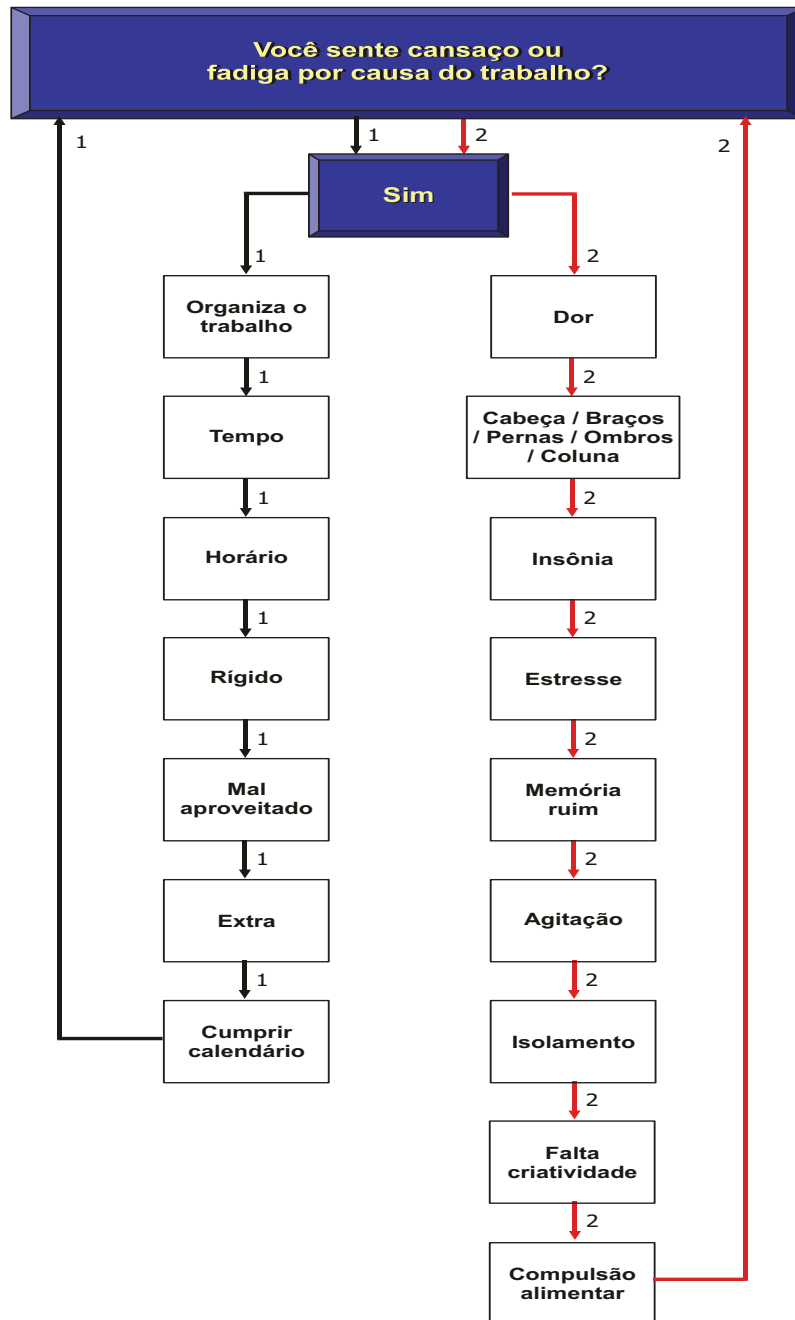 Você sente cansaço ou
fadiga por causa do trabalho?
1
1
2
2
Sim
1
2
Organiza o
trabalho
Dor
1
2
Tempo
Cabeça / Braços
/ Pernas / Ombros
/ Coluna
1
2
Horário
Insônia
1
2
Rígido
Estresse
1
2
Mal
aproveitado
Memória
ruim
1
2
Extra
Agitação
1
2
Cumprir
calendário
Isolamento
2
Falta
criatividade
2
Compulsão
alimentar